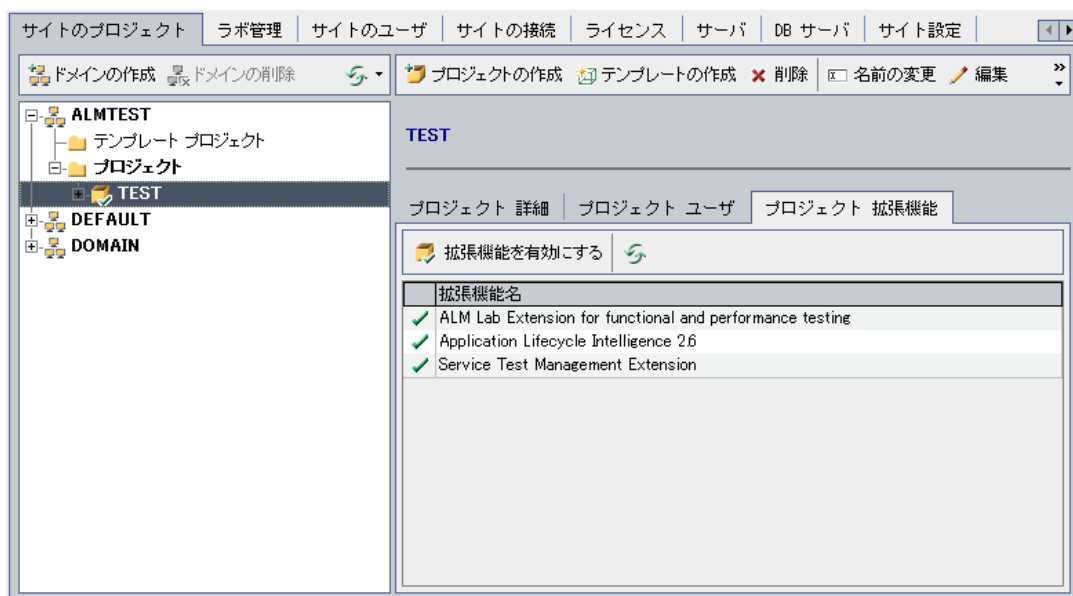 サイトのプロジェクト ラボ管理 サイトのユーザ サイトの接続 ライセンス サーバ DB サーバ サイト設定
ドメインの作成 ドメインの削除
プロジェクトの作成 テンプレートの作成 削除 名前の変更 編集
ALMTEST
テンプレート プロジェクト
プロジェクト
TEST
DEFAULT
DOMAIN
TEST
プロジェクト 詳細 プロジェクト ユーザ プロジェクト 拡張機能
拡張機能を有効にする
拡張機能名
ALM Lab Extension for functional and performance testing
Application Lifecycle Intelligence 2.6
Service Test Management Extension